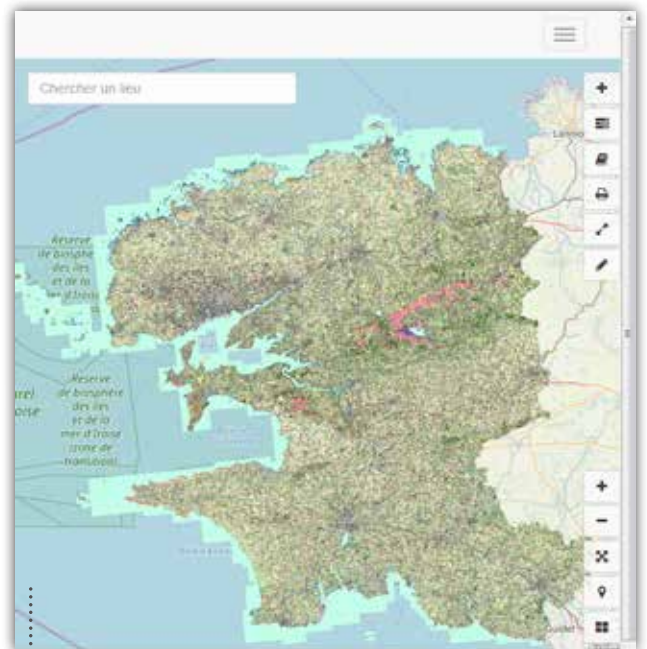 Chercher un lieu
Réserve
de biosphère
des îles
et de la
mer d'Iroise
Réserve
de biosphère
des îles
et de la
mer d'Iroise
(zone de
transition)